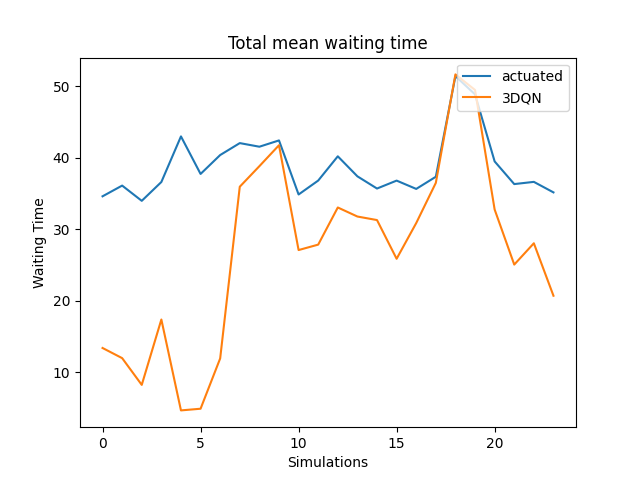 Total mean waiting time
actuated
3DQN
50
40
30
20
10
Waiting Time
0 5 10 15 20
Simulations